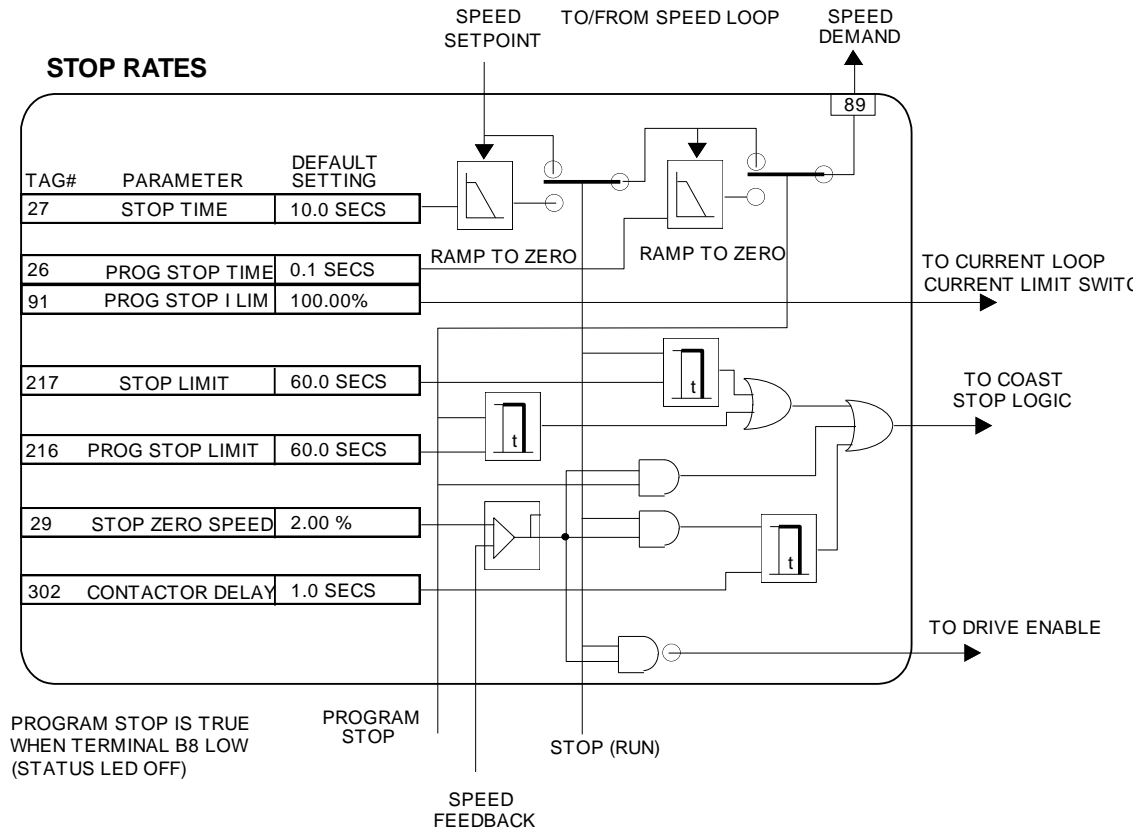 SPEED
SETPOINT
TO/FROM SPEED LOOP
SPEED
DEMAND
STOP RATES
89
TAG# PARAMETER DEFAULT
SETTING
27 STOP TIME 10.0 SECS
RAMP TO ZERO
RAMP TO ZERO
26 PROG STOP TIME 0.1 SECS
91 PROG STOP I LIM 100.00%
TO CURRENT LOOP
CURRENT LIMIT SWITC
217 STOP LIMIT 60.0 SECS
t
TO COAST
STOP LOGIC
216 PROG STOP LIMIT 60.0 SECS
t
29 STOP ZERO SPEED 2.00 %
t
302 CONTACTOR DELAY 1.0 SECS
TO DRIVE ENABLE
PROGRAM STOP IS TRUE
WHEN TERMINAL B8 LOW
(STATUS LED OFF)
PROGRAM
STOP
STOP (RUN)
SPEED
FEEDBACK